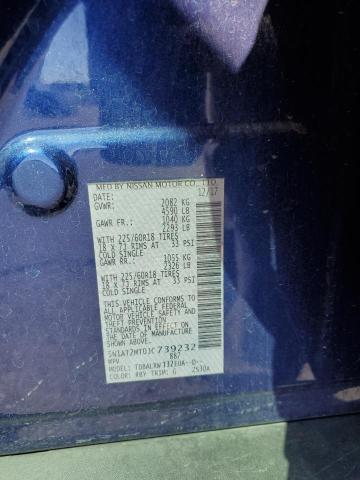 MFD BY NISSAN MOTOR CO., LTD.
DATE: 12/17
GVWR: 2082 KG
4590 LB
GAWR FR: 1040 KG
2293 LB
WITH 225/60R18 TIRES
18 X 7J RIMS AT 33 PSI
COLD SINGLE
GAWR RR: 1055 KG
2326 LB
WITH 225/60R18 TIRES
18 X 7J RIMS AT 33 PSI
COLD SINGLE
THIS VEHICLE CONFORMS TO ALL
APPLICABLE FEDERAL
MOTOR VEHICLE SAFETY AND
THEFT PREVENTION
STANDARDS IN EFFECT
ON THE DATE OF
MANUFACTURE
SHOWN ABOVE.
739232
MPV
MODEL:
COLOR: RBY TRIM: G